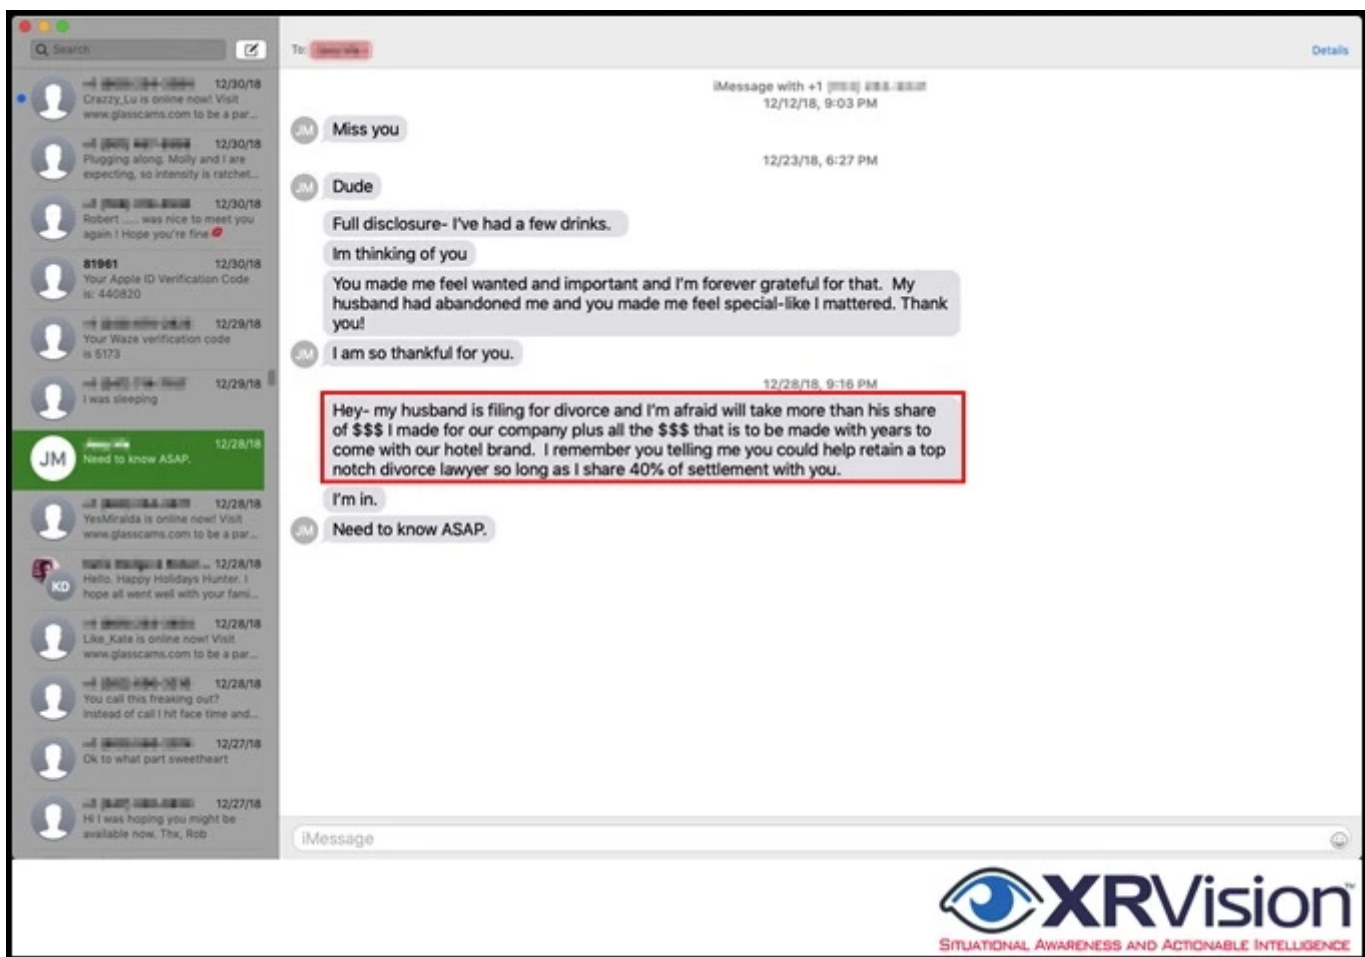 Search
12/30/18
Crazzy_Lu is online now! Visit
www.glasscams.com to be a par...
12/30/18
Plugging along. Molly and I are
expecting, so intensity is ratchet...
12/30/18
Robert ..... was nice to meet you
again ! Hope you're fine💋
81961 12/30/18
Your Apple ID Verification Code
is: 440820
12/29/18
Your Waze verification code
is 5173
12/29/18
I was sleeping
JM 12/28/18
Need to know ASAP.
12/28/18
YesMiralda is online now! Visit
www.glasscams.com to be a par...
... 12/28/18
KD Hello. Happy Holidays Hunter. I
hope all went well with your fami...
12/28/18
Like_Kate is online now! Visit
www.glasscams.com to be a par...
12/28/18
You call this freaking out?
Instead of call I hit face time and...
12/27/18
Ok to what part sweetheart
12/27/18
Hi I was hoping you might be
available now. Thx, Rob
To:
Details
iMessage with +1
12/12/18, 9:03 PM
JM Miss you
12/23/18, 6:27 PM
JM Dude
Full disclosure- I've had a few drinks.
Im thinking of you
You made me feel wanted and important and I'm forever grateful for that. My
husband had abandoned me and you made me feel special-like I mattered. Thank
you!
JM I am so thankful for you.
12/28/18, 9:16 PM
Hey- my husband is filing for divorce and I'm afraid will take more than his share
of $$$ I made for our company plus all the $$$ that is to be made with years to
come with our hotel brand. I remember you telling me you could help retain a top
notch divorce lawyer so long as I share 40% of settlement with you.
I'm in.
JM Need to know ASAP.
iMessage
XRVision™
SITUATIONAL AWARENESS AND ACTIONABLE INTELLIGENCE